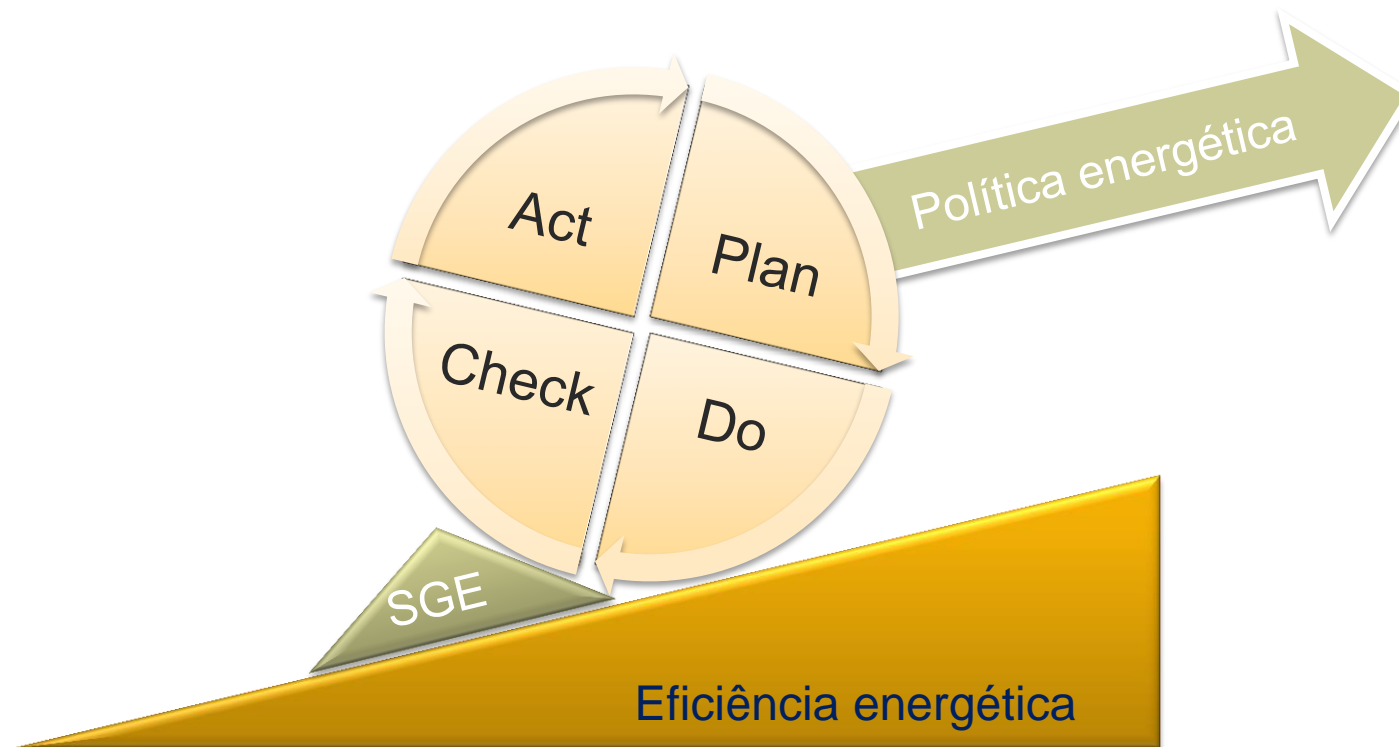 Política energética
Act
Plan
Check
Do
SGE
Eficiência energética